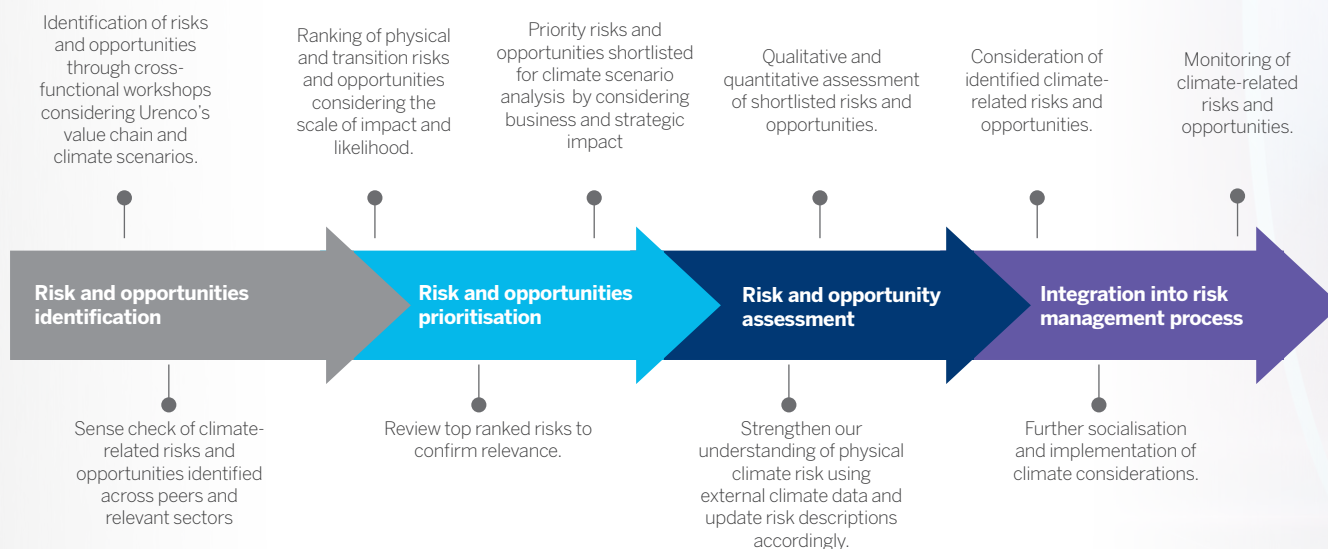 Identification of risks
and opportunities
through cross-
functional workshops
considering Urenco's
value chain and
climate scenarios.
Ranking of physical
and transition risks
and opportunities
considering the
scale of impact and
likelihood.
Priority risks and
opportunities shortlisted
for climate scenario
analysis by considering
business and strategic
impact
Qualitative and
quantitative assessment
of shortlisted risks and
opportunities.
Consideration of
identified climate-
related risks and
opportunities.
Monitoring of
climate-related
risks and
opportunities.
Risk and opportunities
identification
Risk and opportunities
prioritisation
Risk and opportunity
assessment
Integration into risk
management process
Sense check of climate-
related risks and
opportunities identified
across peers and
relevant sectors
Review top ranked risks to
confirm relevance.
Strengthen our
understanding of physical
climate risk using
external climate data and
update risk descriptions
accordingly.
Further socialisation
and implementation of
climate considerations.